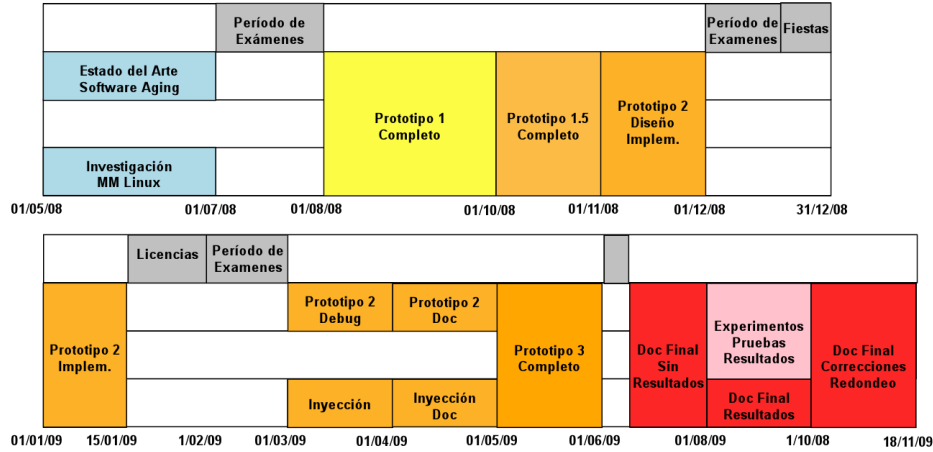 Período de
Exámenes
Período de
Examenes
Fiestas
Estado del Arte
Software Aging
Prototipo 1
Completo
Prototipo 1.5
Completo
Prototipo 2
Diseño
Implem.
Investigación
MM Linux
01/05/08
01/07/08
01/08/08
01/10/08
01/11/08
01/12/08
31/12/08
Licencias
Período de
Examenes
Prototipo 2
Implem.
Prototipo 2
Debug
Prototipo 2
Doc
Inyección
Inyección
Doc
Prototipo 3
Completo
Doc Final
Sin
Resultados
Experimentos
Pruebas
Resultados
Doc Final
Resultados
Doc Final
Correcciones
Redondeo
01/01/09
15/01/09
1/02/09
01/03/09
01/04/09
01/05/09
01/06/09
01/08/09
1/10/08
18/11/09